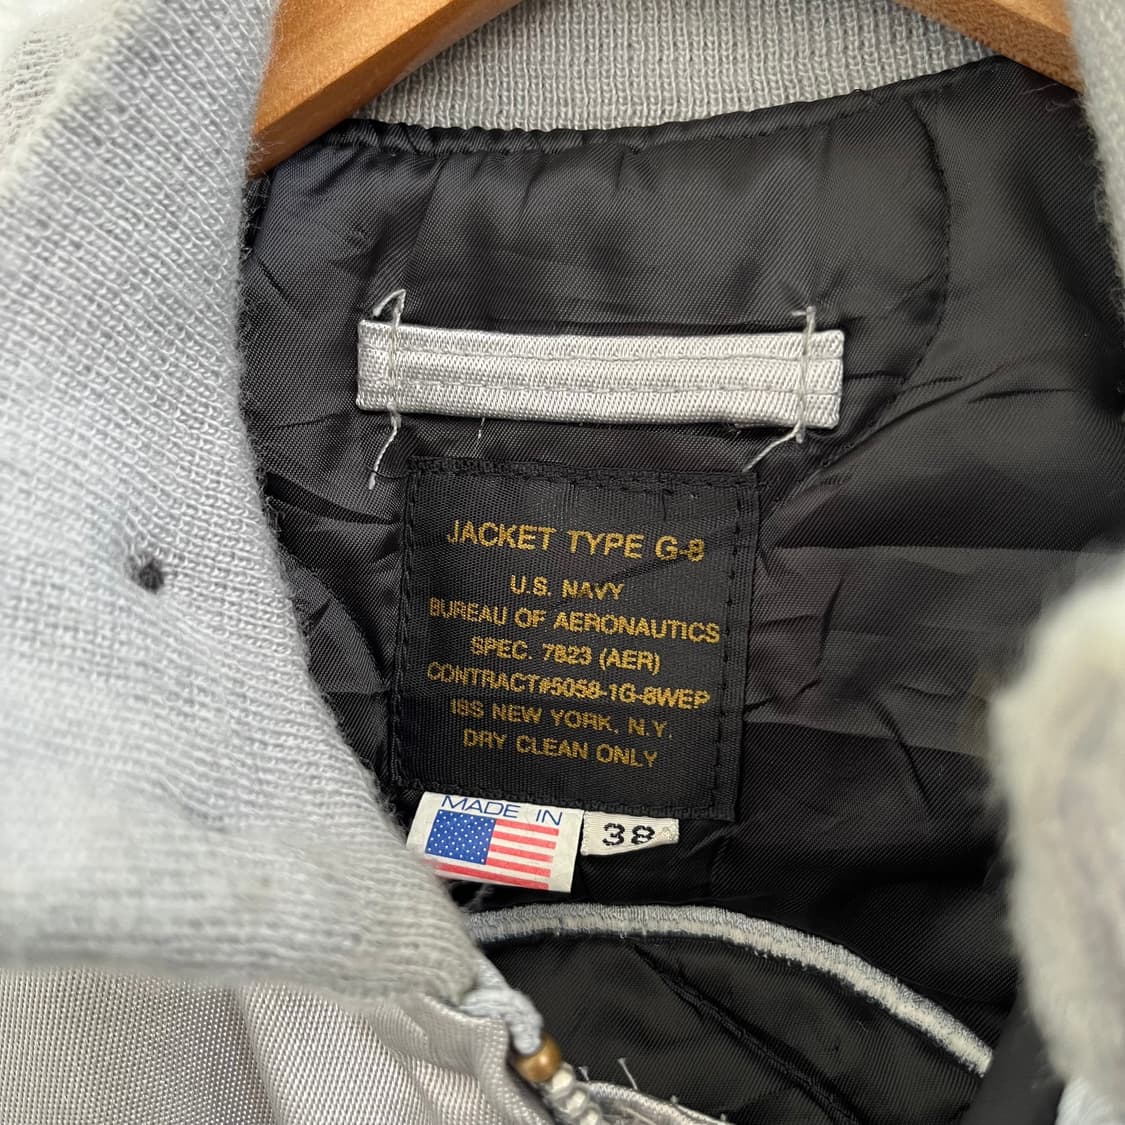 JACKET TYPE G-8
U.S. NAVY
BUREAU OF AERONAUTICS
SPEC. 7823 (AER)
CONTRACT#5058-1G-8WEP
ISS NEW YORK, N.Y.
DRY CLEAN ONLY
MADE IN
38